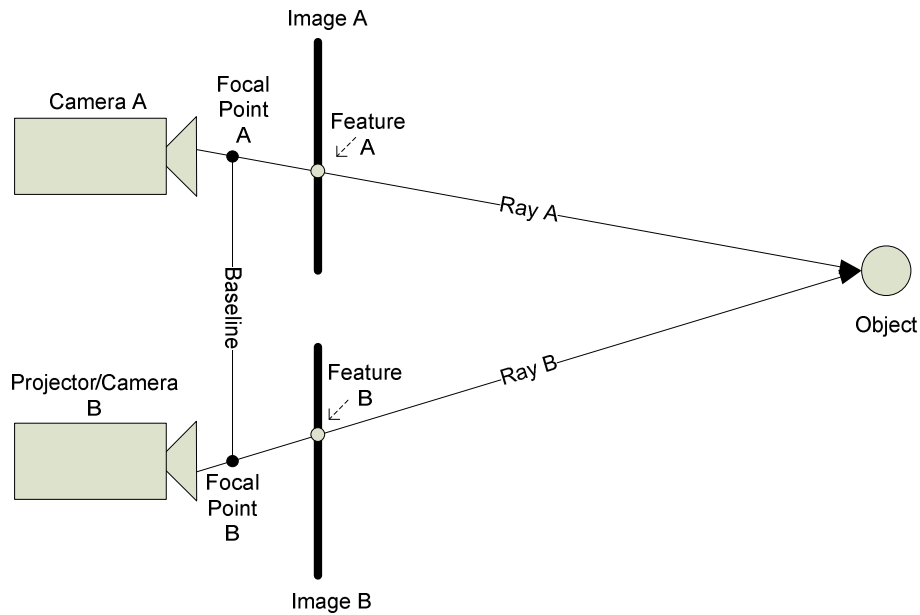 Image A
Camera A
Focal
Point
A
Feature
A
Ray A
Baseline
Object
Projector/Camera
B
Feature
B
Ray B
Focal
Point
B
Image B